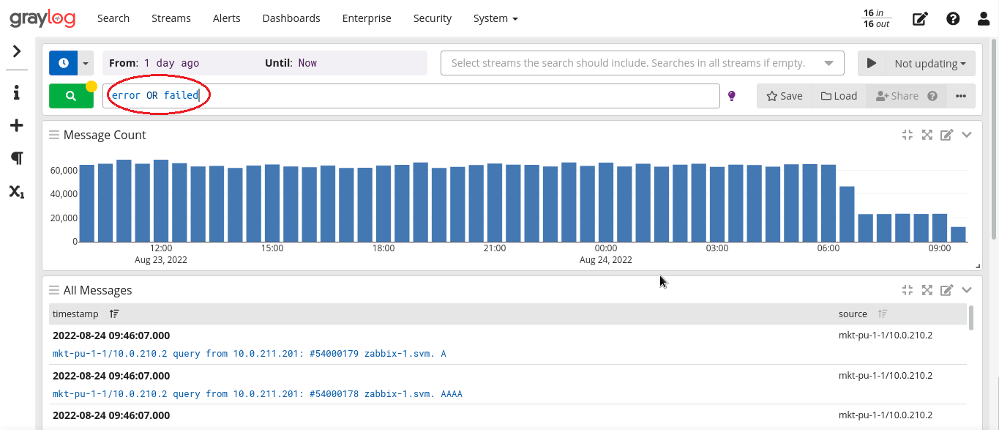 graylog Search Streams Alerts Dashboards Enterprise Security System 16 in
16 out
From: 1 day ago Until: Now Select streams the search should include. Searches in all streams if empty. Not updating
error OR failed Save Load Share
Message Count
60,000
40,000
20,000
0
12:00 15:00 18:00 21:00 00:00 03:00 06:00 09:00
Aug 23, 2022 Aug 24, 2022
All Messages
timestamp source
2022-08-24 09:46:07.000 mkt-pu-1-1/10.0.210.2
mkt-pu-1-1/10.0.210.2 query from 10.0.211.201: #54000179 zabbix-1.svm. A
2022-08-24 09:46:07.000 mkt-pu-1-1/10.0.210.2
mkt-pu-1-1/10.0.210.2 query from 10.0.211.201: #54000178 zabbix-1.svm. AAAA
2022-08-24 09:46:07.000 mkt-pu-1-1/10.0.210.2